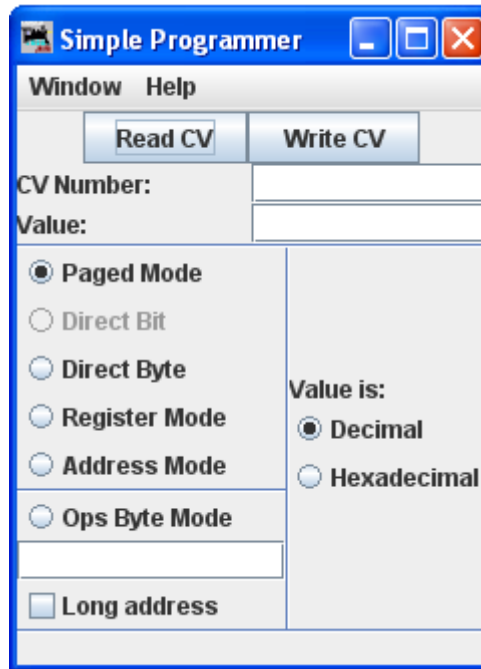 Simple Programmer
Window Help
Read CV Write CV
CV Number:
Value:
Paged Mode
Direct Bit
Direct Byte
Register Mode
Address Mode
Ops Byte Mode
Long address
Value is:
Decimal
Hexadecimal